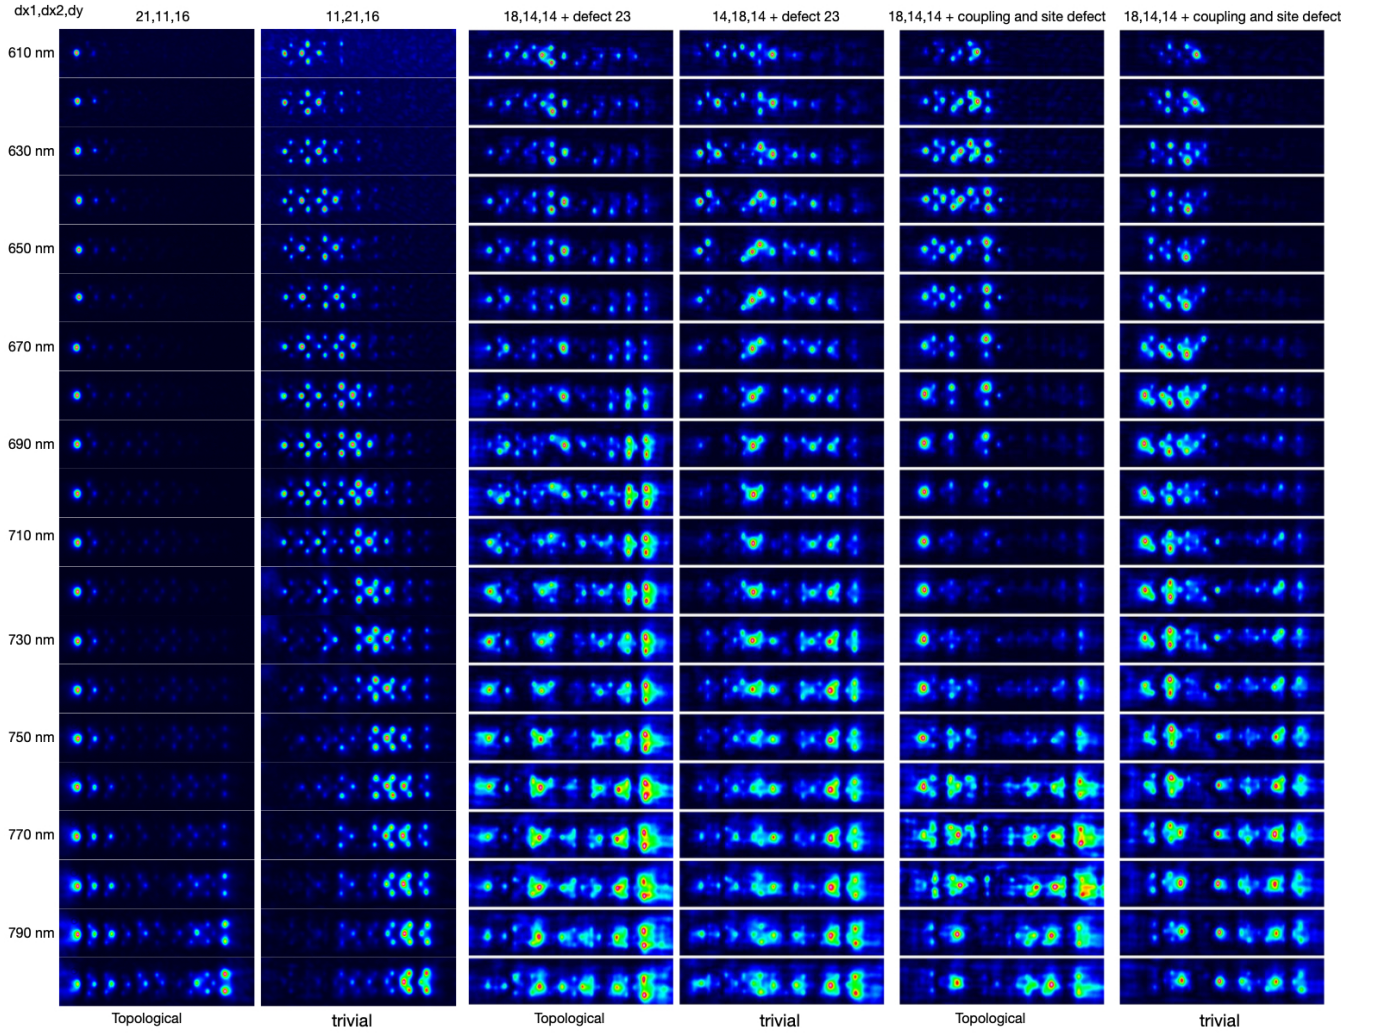 dx1,dx2,dy
21,11,16
11,21,16
18,14,14 + defect 23
14,18,14 + defect 23
18,14,14 + coupling and site defect
18,14,14 + coupling and site defect
610 nm
630 nm
650 nm
670 nm
690 nm
710 nm
730 nm
750 nm
770 nm
790 nm
Topological
trivial
Topological
trivial
Topological
trivial